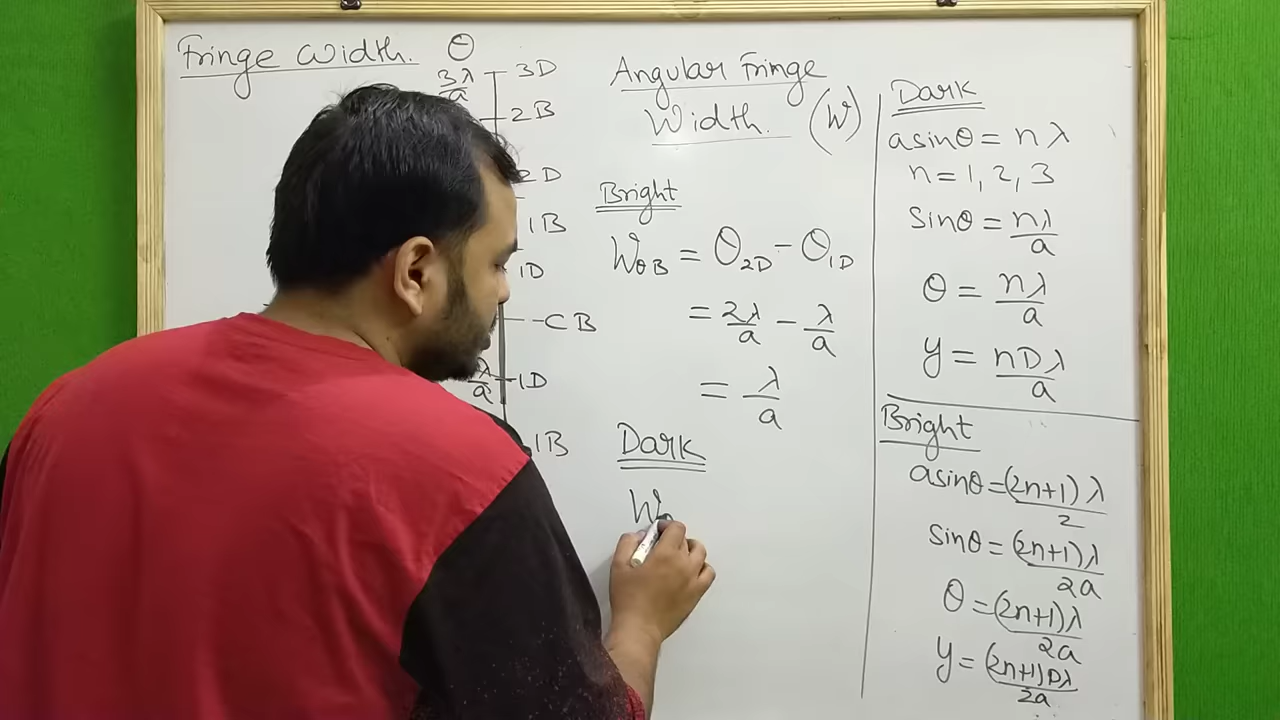 Fringe Width.
θ
3λ/a 3D
2B
2D
1B
1D
CB
λ/a 1D
1B
Angular Fringe
Width. (W)
Bright
WθB = θ2D - θ1D
= 2λ/a - λ/a
= λ/a
Dark
W
Dark
asinθ = nλ
n = 1, 2, 3
Sinθ = nλ/a
θ = nλ/a
y = nDλ/a
Bright
asinθ = (2n+1)λ/2
Sinθ = (2n+1)λ/2a
θ = (2n+1)λ/2a
y = (2n+1)Dλ/2a